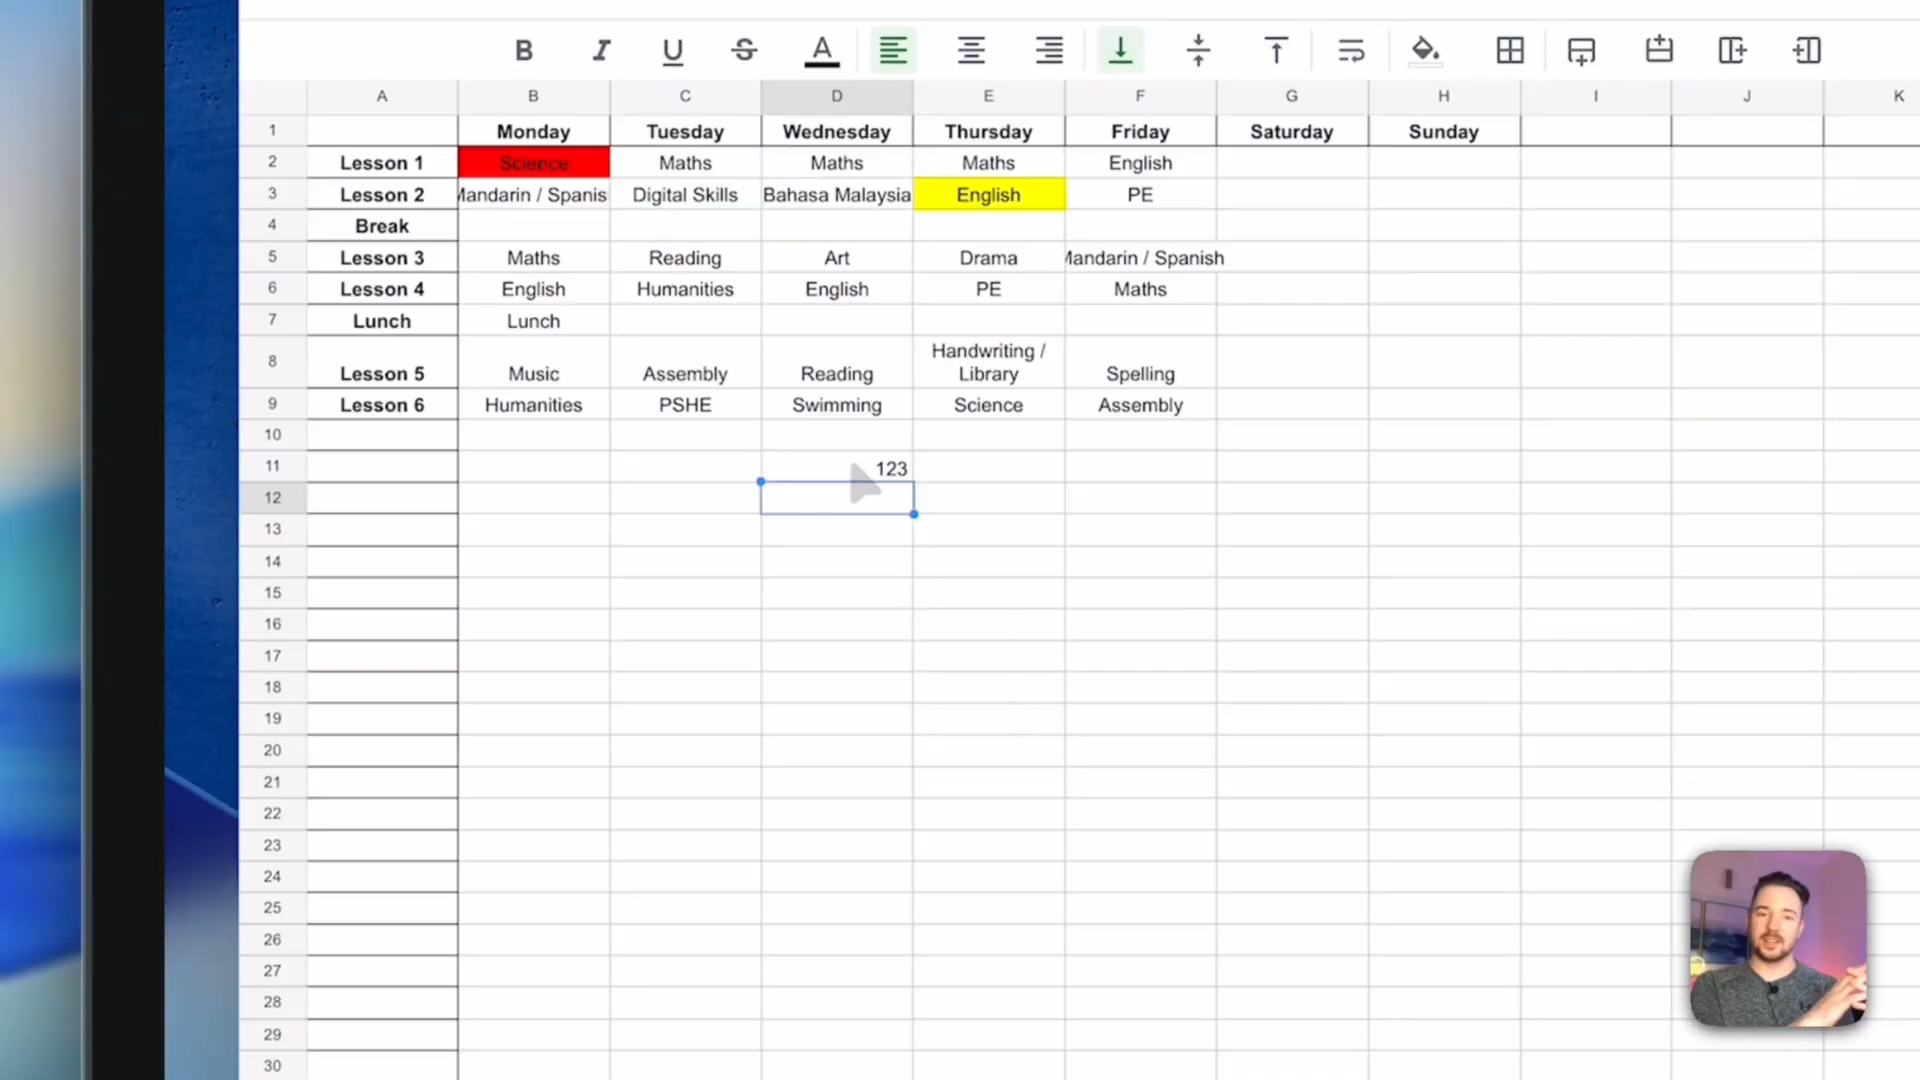 B I U S A
A B C D E F G H I J K
1 Monday Tuesday Wednesday Thursday Friday Saturday Sunday
2 Lesson 1 Science Maths Maths Maths English
3 Lesson 2 Mandarin / Spanis Digital Skills Bahasa Malaysia English PE
4 Break
5 Lesson 3 Maths Reading Art Drama Mandarin / Spanish
6 Lesson 4 English Humanities English PE Maths
7 Lunch Lunch
8 Lesson 5 Music Assembly Reading Handwriting / Library Spelling
9 Lesson 6 Humanities PSHE Swimming Science Assembly
10
11 123
12
13
14
15
16
17
18
19
20
21
22
23
24
25
26
27
28
29
30